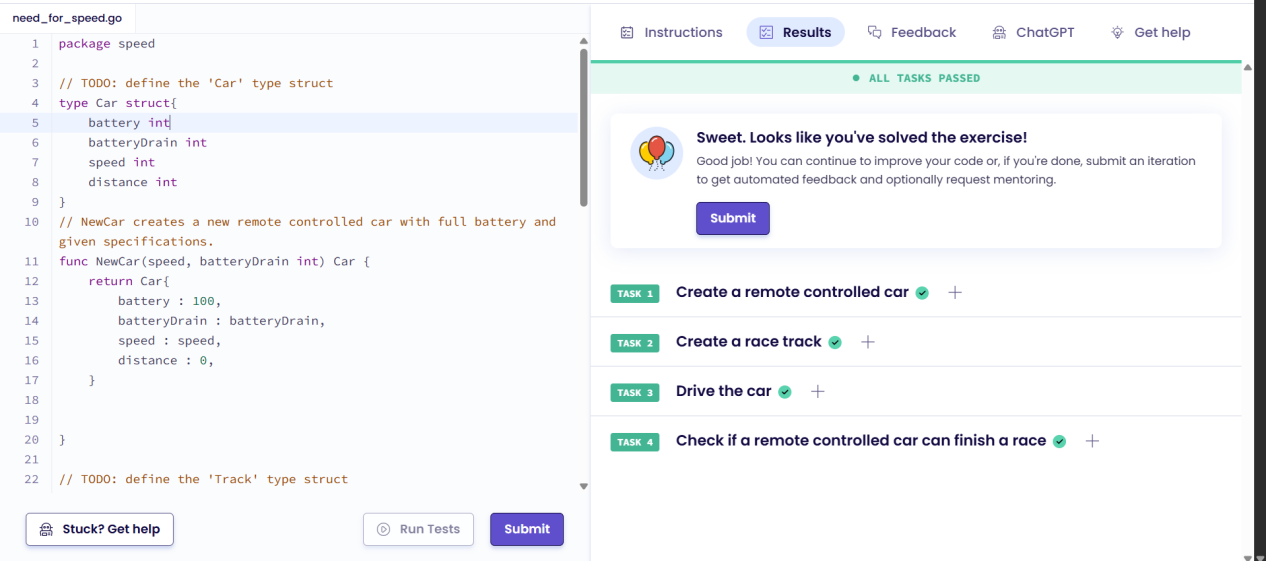 need_for_speed.go
1 package speed
2
3 // TODO: define the 'Car' type struct
4 type Car struct{
5 battery int
6 batteryDrain int
7 speed int
8 distance int
9 }
10 // NewCar creates a new remote controlled car with full battery and
given specifications.
11 func NewCar(speed, batteryDrain int) Car {
12 return Car{
13 battery : 100,
14 batteryDrain : batteryDrain,
15 speed : speed,
16 distance : 0,
17 }
18
19
20 }
21
22 // TODO: define the 'Track' type struct
Stuck? Get help
Run Tests
Submit
Instructions
Results
Feedback
ChatGPT
Get help
ALL TASKS PASSED
Sweet. Looks like you've solved the exercise!
Good job! You can continue to improve your code or, if you're done, submit an iteration
to get automated feedback and optionally request mentoring.
Submit
TASK 1 Create a remote controlled car
TASK 2 Create a race track
TASK 3 Drive the car
TASK 4 Check if a remote controlled car can finish a race